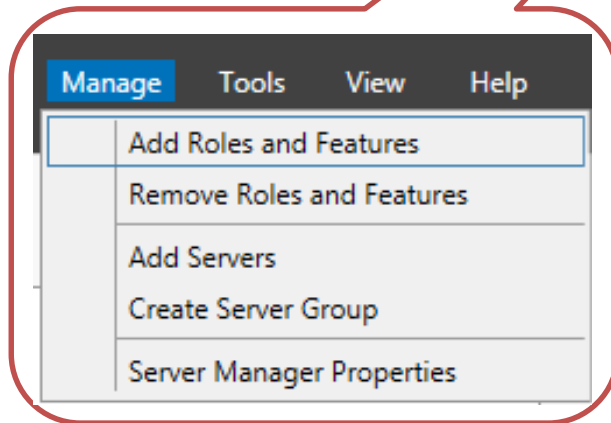 Manage Tools View Help
Add Roles and Features
Remove Roles and Features
Add Servers
Create Server Group
Server Manager Properties